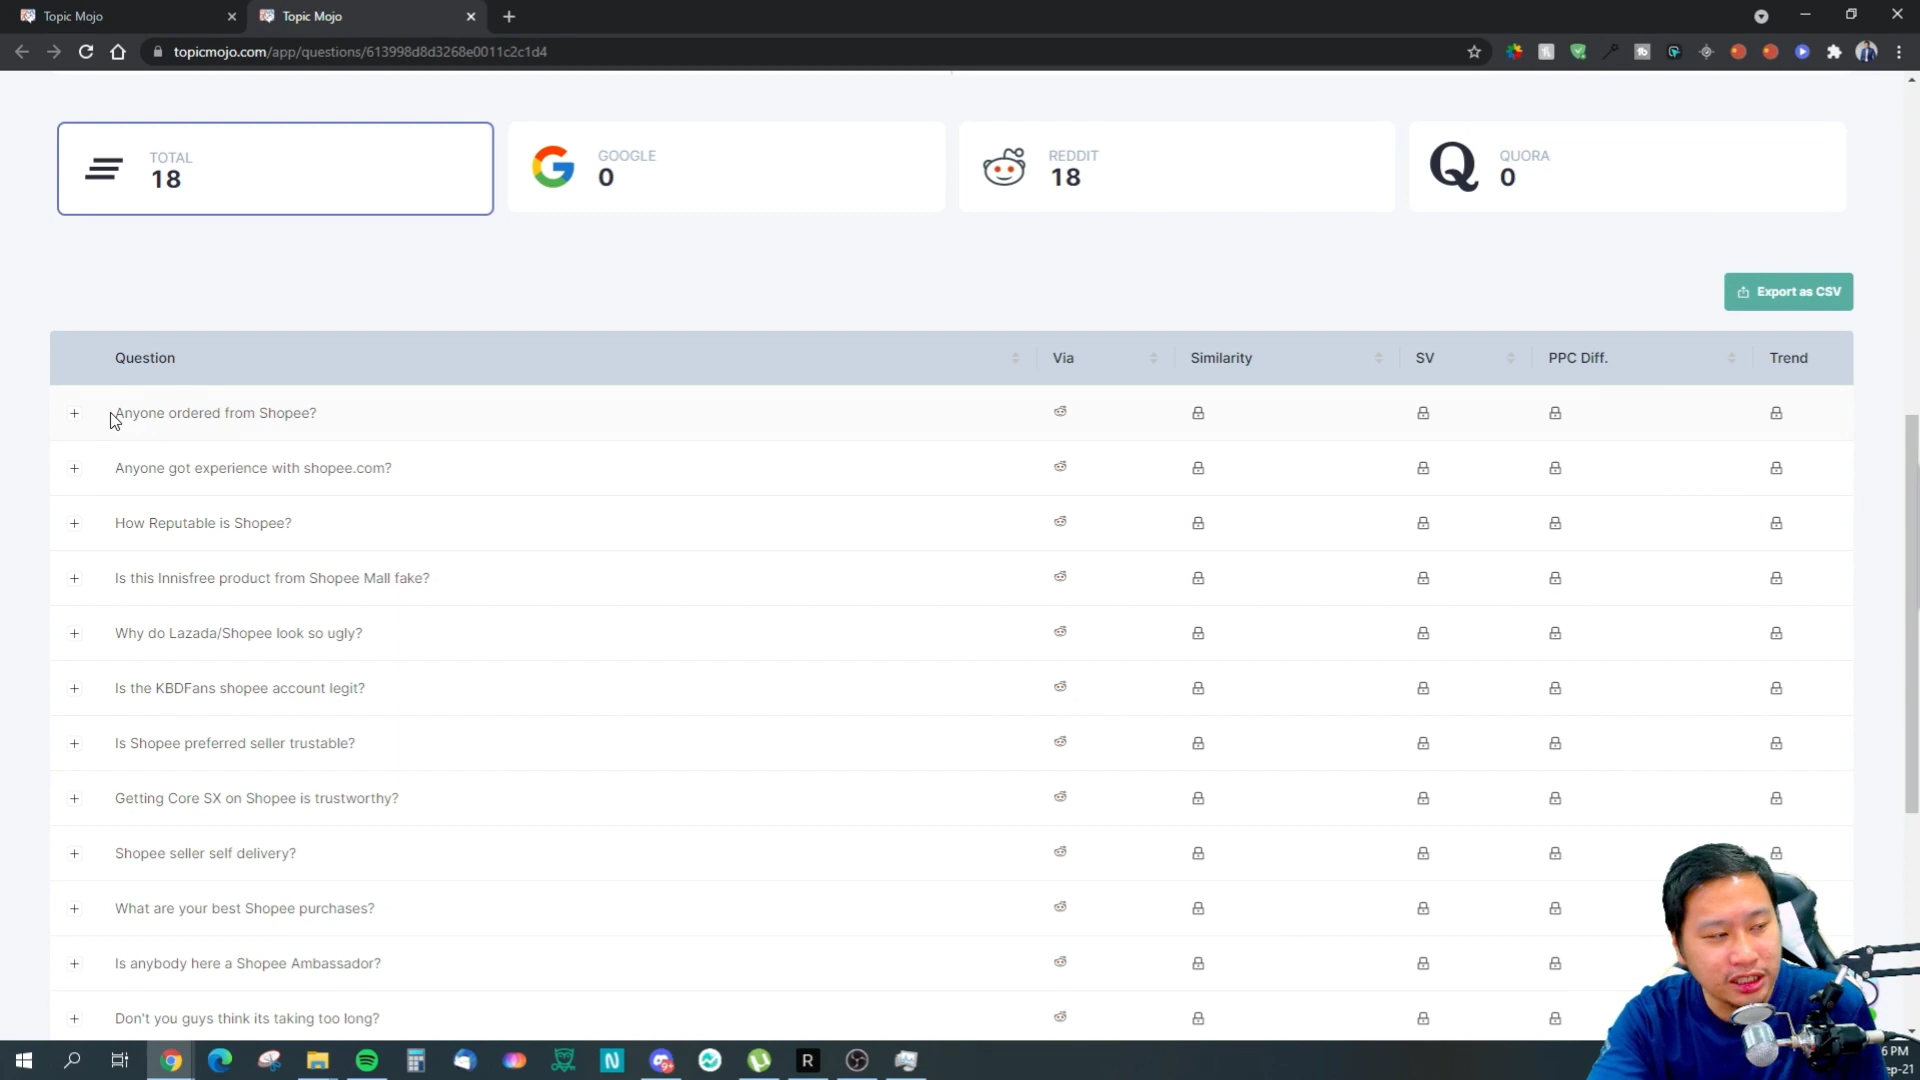 Topic Mojo
Topic Mojo
topicmojo.com/app/questions/613998d8d3268e0011c2c1d4
TOTAL
18
GOOGLE
0
REDDIT
18
QUORA
0
Export as CSV
Question Via Similarity SV PPC Diff. Trend
Anyone ordered from Shopee?
Anyone got experience with shopee.com?
How Reputable is Shopee?
Is this Innisfree product from Shopee Mall fake?
Why do Lazada/Shopee look so ugly?
Is the KBDFans shopee account legit?
Is Shopee preferred seller trustable?
Getting Core SX on Shopee is trustworthy?
Shopee seller self delivery?
What are your best Shopee purchases?
Is anybody here a Shopee Ambassador?
Don't you guys think its taking too long?
6 PM
ep-21